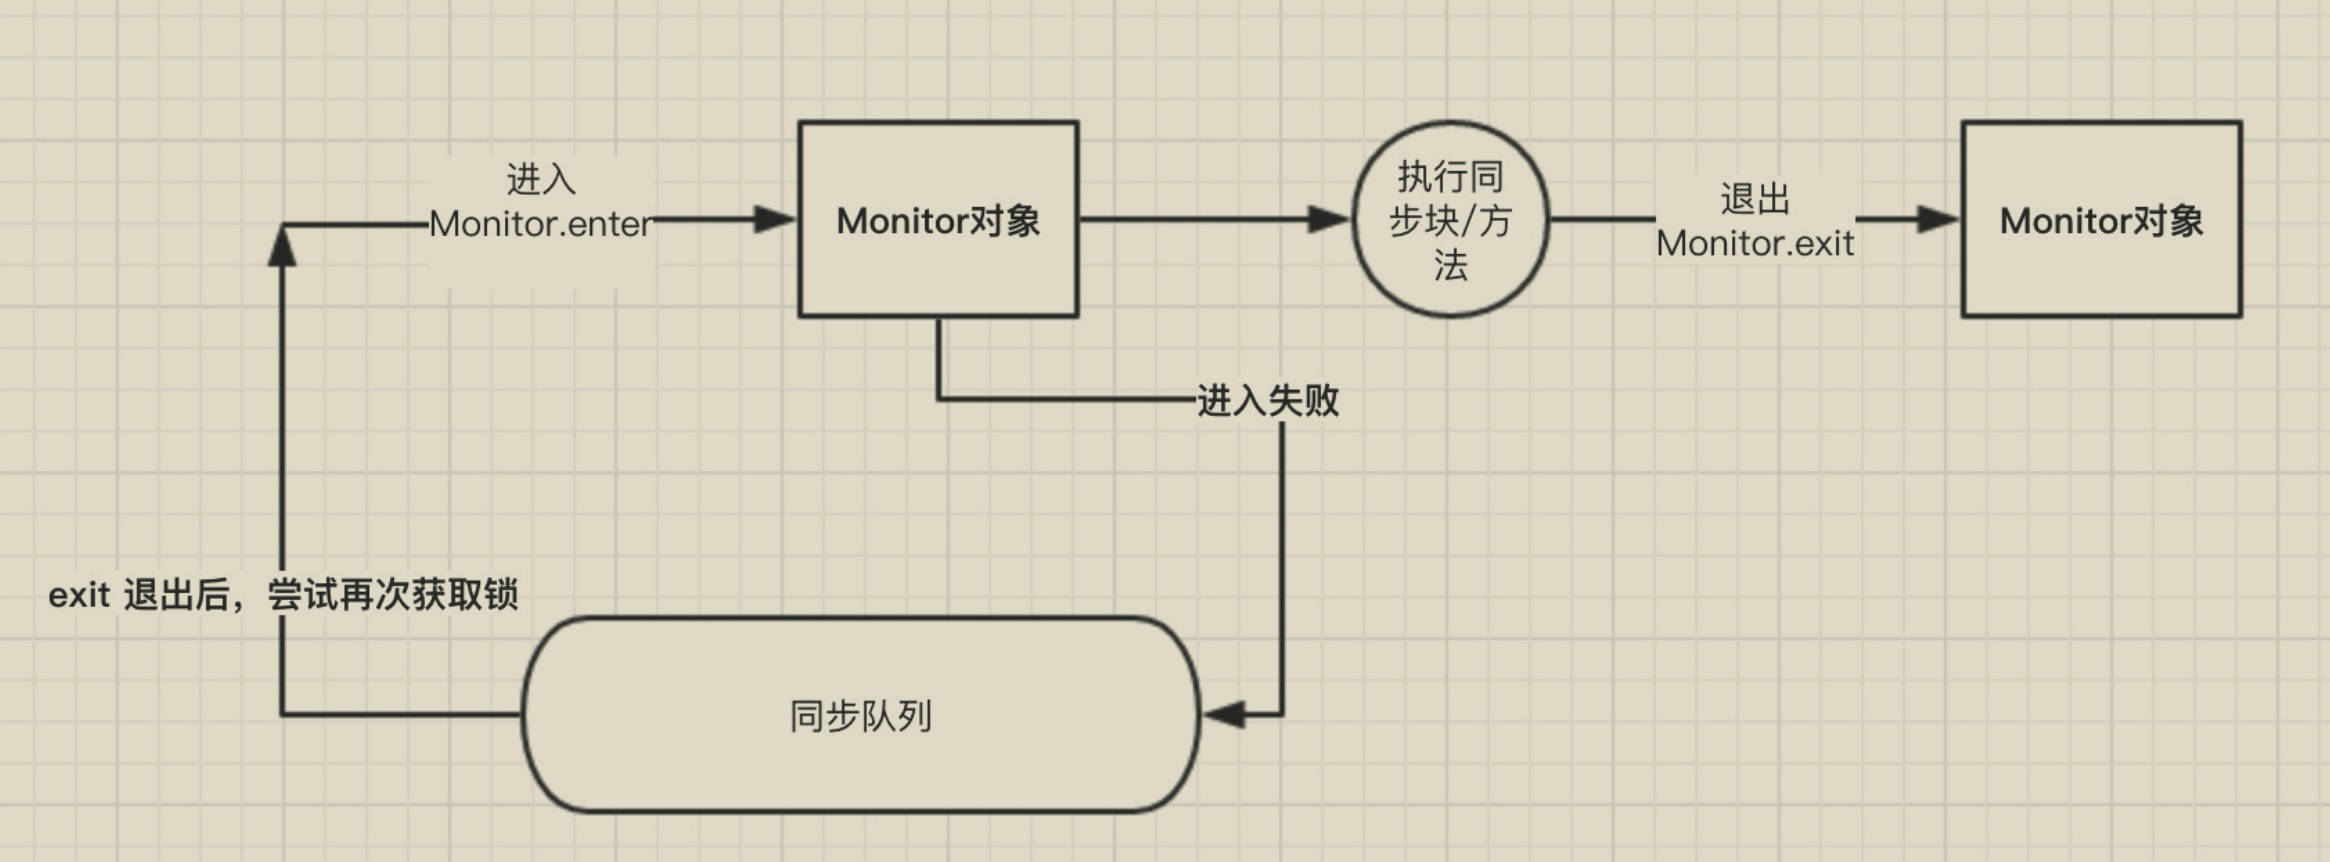 进入
Monitor.enter
Monitor对象
执行同
步块/方
法
退出
Monitor.exit
Monitor对象
进入失败
exit 退出后，尝试再次获取锁
同步队列